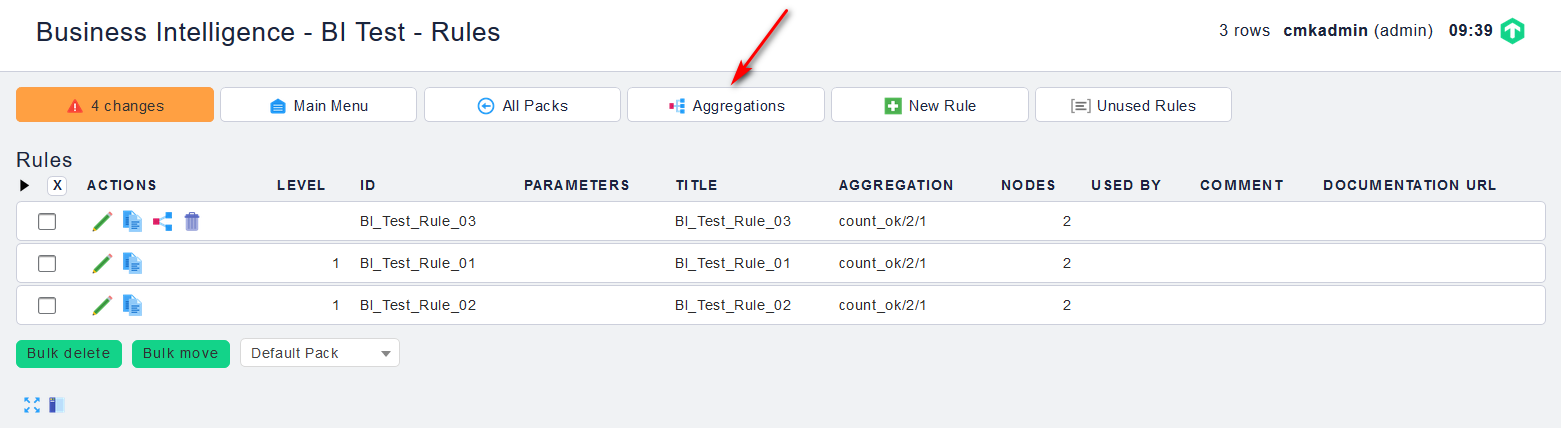 Business Intelligence - BI Test - Rules
3 rows cmkadmin (admin) 09:39
4 changes Main Menu All Packs Aggregations New Rule Unused Rules
Rules
X ACTIONS LEVEL ID PARAMETERS TITLE AGGREGATION NODES USED BY COMMENT DOCUMENTATION URL
BI_Test_Rule_03 BI_Test_Rule_03 count_ok/2/1 2
1 BI_Test_Rule_01 BI_Test_Rule_01 count_ok/2/1 2
1 BI_Test_Rule_02 BI_Test_Rule_02 count_ok/2/1 2
Bulk delete Bulk move Default Pack